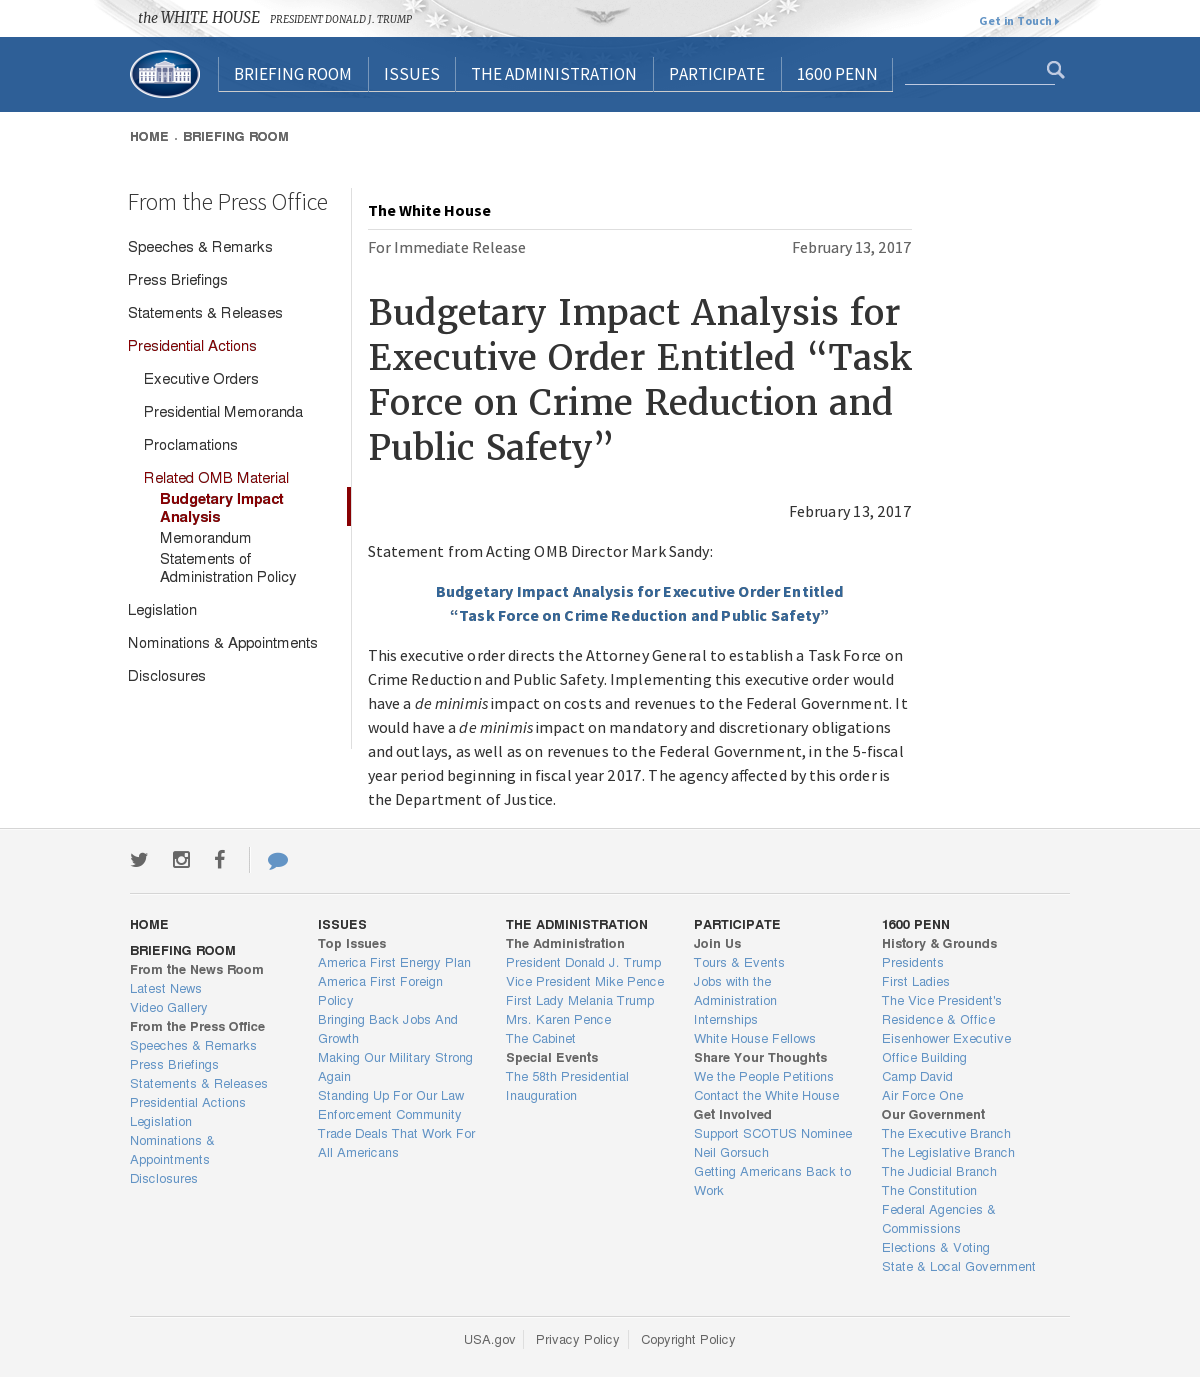 the WHITE HOUSE PRESIDENT DONALD J. TRUMP
Get in Touch
BRIEFING ROOM ISSUES THE ADMINISTRATION PARTICIPATE 1600 PENN
HOME . BRIEFING ROOM
From the Press Office
Speeches & Remarks
Press Briefings
Statements & Releases
Presidential Actions
Executive Orders
Presidential Memoranda
Proclamations
Related OMB Material
Budgetary Impact
Analysis
Memorandum
Statements of
Administration Policy
Legislation
Nominations & Appointments
Disclosures
The White House
For Immediate Release February 13, 2017
Budgetary Impact Analysis for
Executive Order Entitled “Task
Force on Crime Reduction and
Public Safety”
February 13, 2017
Statement from Acting OMB Director Mark Sandy:
Budgetary Impact Analysis for Executive Order Entitled
“Task Force on Crime Reduction and Public Safety”
This executive order directs the Attorney General to establish a Task Force on
Crime Reduction and Public Safety. Implementing this executive order would
have a de minimis impact on costs and revenues to the Federal Government. It
would have a de minimis impact on mandatory and discretionary obligations
and outlays, as well as on revenues to the Federal Government, in the 5-fiscal
year period beginning in fiscal year 2017. The agency affected by this order is
the Department of Justice.
HOME
BRIEFING ROOM
From the News Room
Latest News
Video Gallery
From the Press Office
Speeches & Remarks
Press Briefings
Statements & Releases
Presidential Actions
Legislation
Nominations &
Appointments
Disclosures
ISSUES
Top Issues
America First Energy Plan
America First Foreign
Policy
Bringing Back Jobs And
Growth
Making Our Military Strong
Again
Standing Up For Our Law
Enforcement Community
Trade Deals That Work For
All Americans
THE ADMINISTRATION
The Administration
President Donald J. Trump
Vice President Mike Pence
First Lady Melania Trump
Mrs. Karen Pence
The Cabinet
Special Events
The 58th Presidential
Inauguration
PARTICIPATE
Join Us
Tours & Events
Jobs with the
Administration
Internships
White House Fellows
Share Your Thoughts
We the People Petitions
Contact the White House
Get Involved
Support SCOTUS Nominee
Neil Gorsuch
Getting Americans Back to
Work
1600 PENN
History & Grounds
Presidents
First Ladies
The Vice President's
Residence & Office
Eisenhower Executive
Office Building
Camp David
Air Force One
Our Government
The Executive Branch
The Legislative Branch
The Judicial Branch
The Constitution
Federal Agencies &
Commissions
Elections & Voting
State & Local Government
USA.gov Privacy Policy Copyright Policy